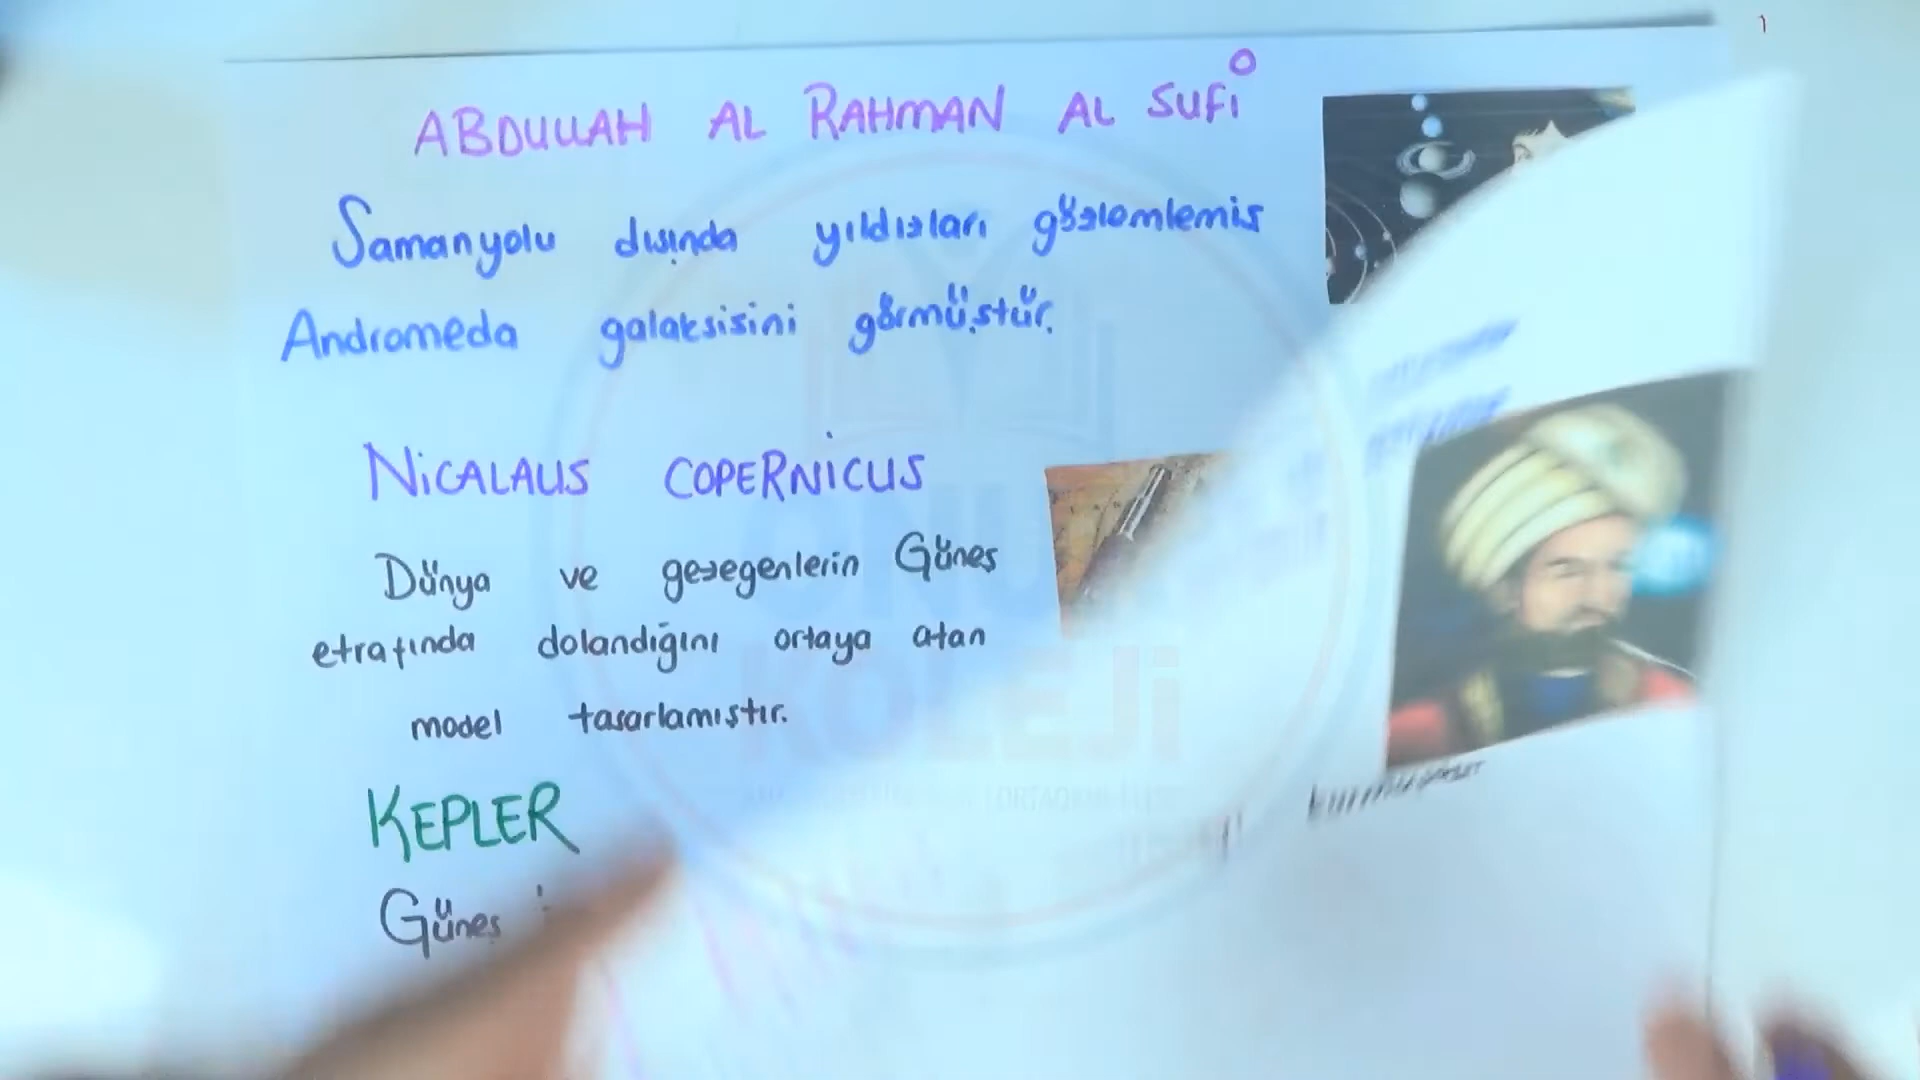 ABDULLAH AL RAHMAN AL SUFİ
Samanyolu dışında yıldızları gözlemlemiş
Andromeda galaksisini görmüştür.
NiCALAUS COPERNiCUS
Dünya ve gezegenlerin Güneş
etrafında dolandığını ortaya atan
model tasarlamıştır.
KEPLER
Güneş
KOLEJi